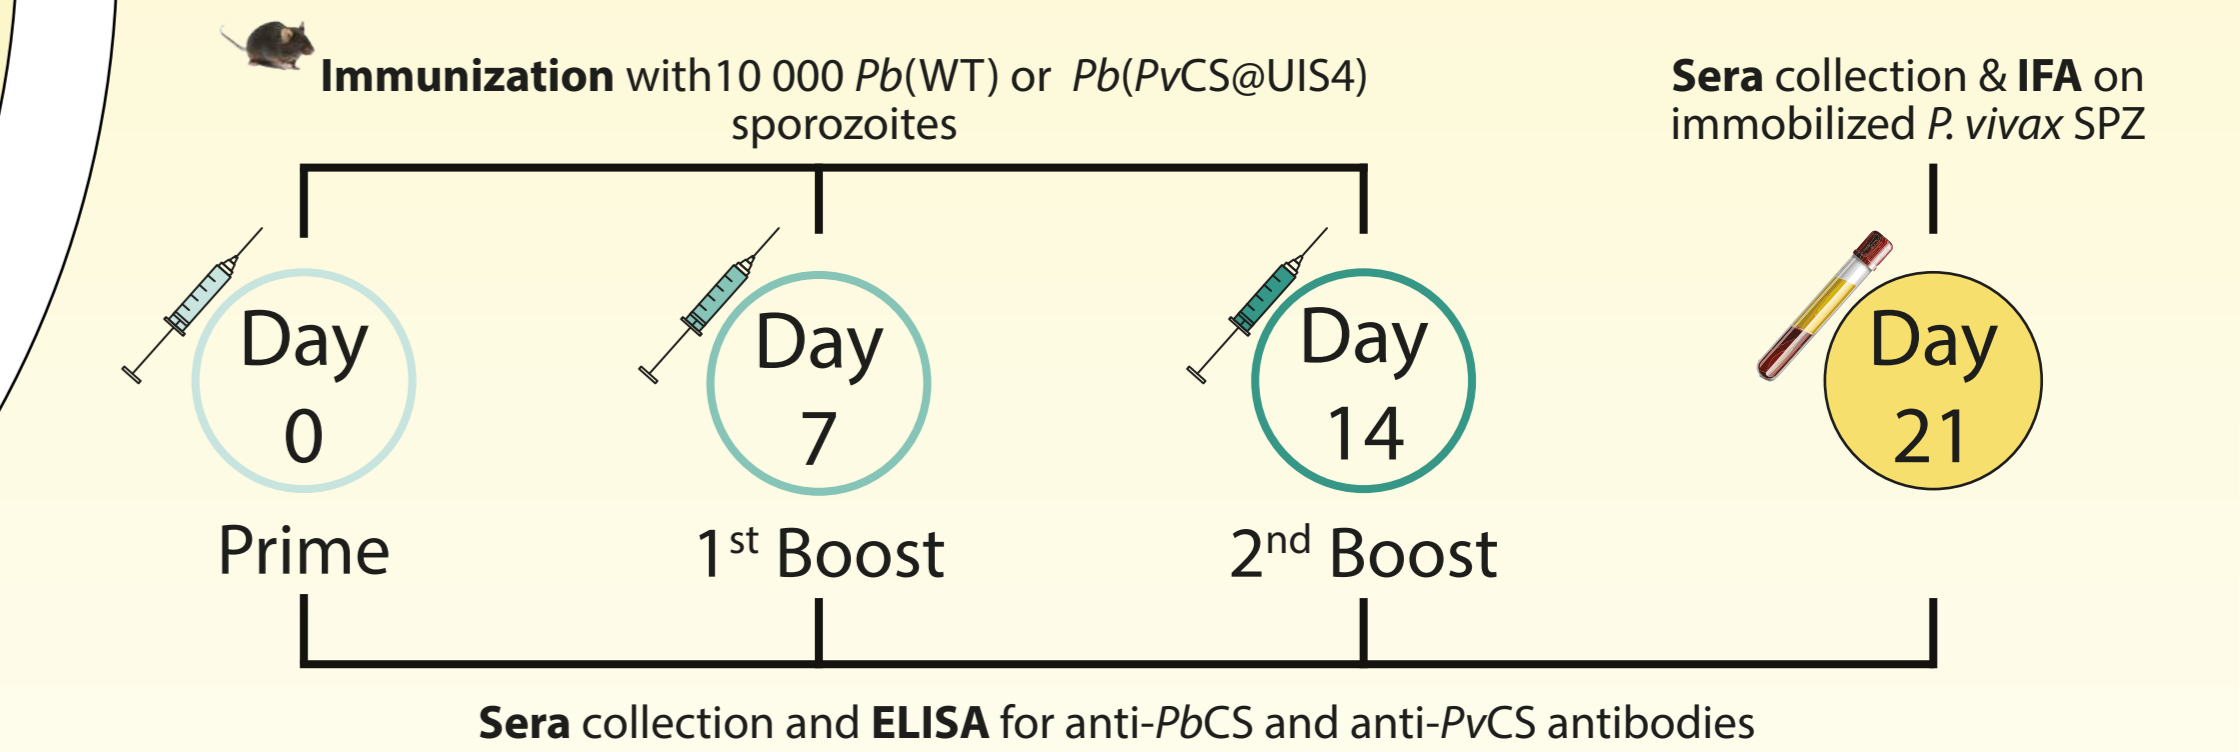 Immunization with10 000 Pb(WT) or Pb(PvCS@UIS4)
sporozoites
Sera collection & IFA on
immobilized P. vivax SPZ
Day
0
Day
7
Day
14
Day
21
Prime
1st Boost
2nd Boost
Sera collection and ELISA for anti-PbCS and anti-PvCS antibodies